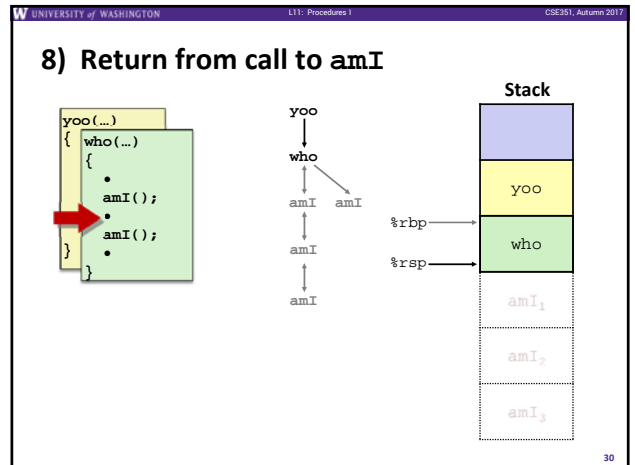 W UNIVERSITY of WASHINGTON
L11: Procedures I
CSE351, Autumn 2017
8) Return from call to amI
Stack
yoo(…)
{
}
who(…)
{
•
amI();
•
amI();
•
}
yoo
who
amI amI
amI
amI
%rbp
%rsp
yoo
who
amI1
amI2
amI3
30